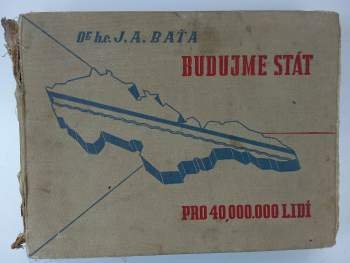 Dr h.c. J. A. BAŤA
BUDUJME STÁT
PRO 40,000.000 LIDÍ